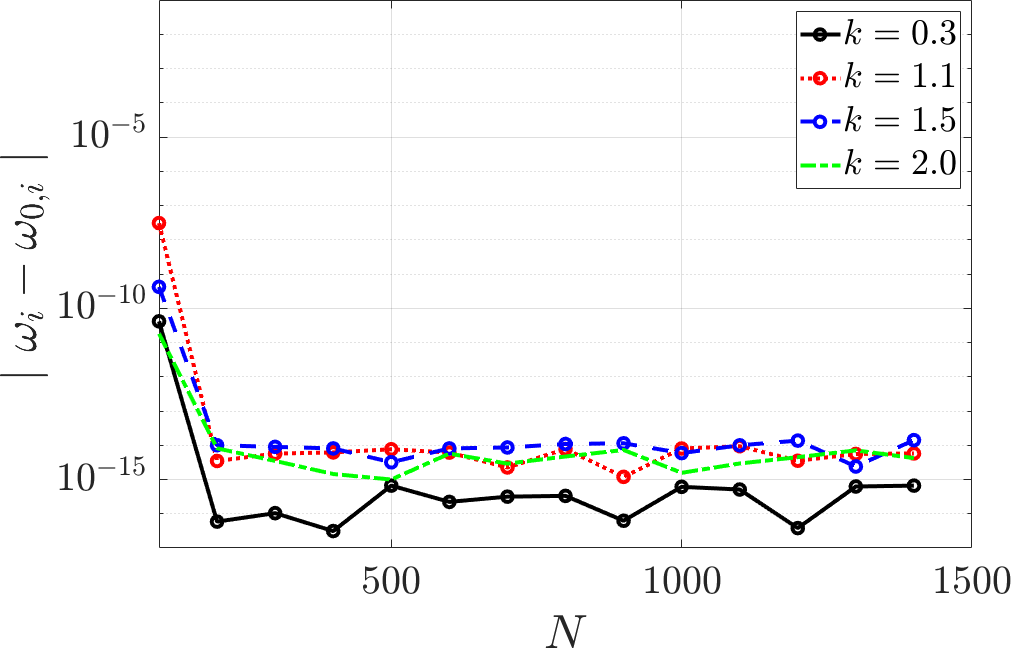 k = 0.3
k = 1.1
k = 1.5
k = 2.0
| ω_i − ω_{0,i} |
10^{-5}
10^{-10}
10^{-15}
500 1000 1500
N